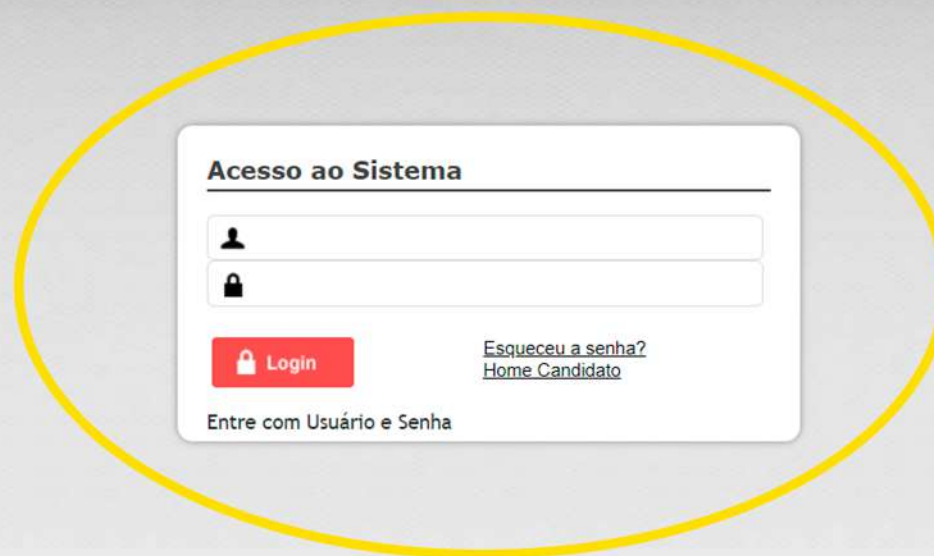 Acesso ao Sistema
Login
Esqueceu a senha?
Home Candidato
Entre com Usuário e Senha